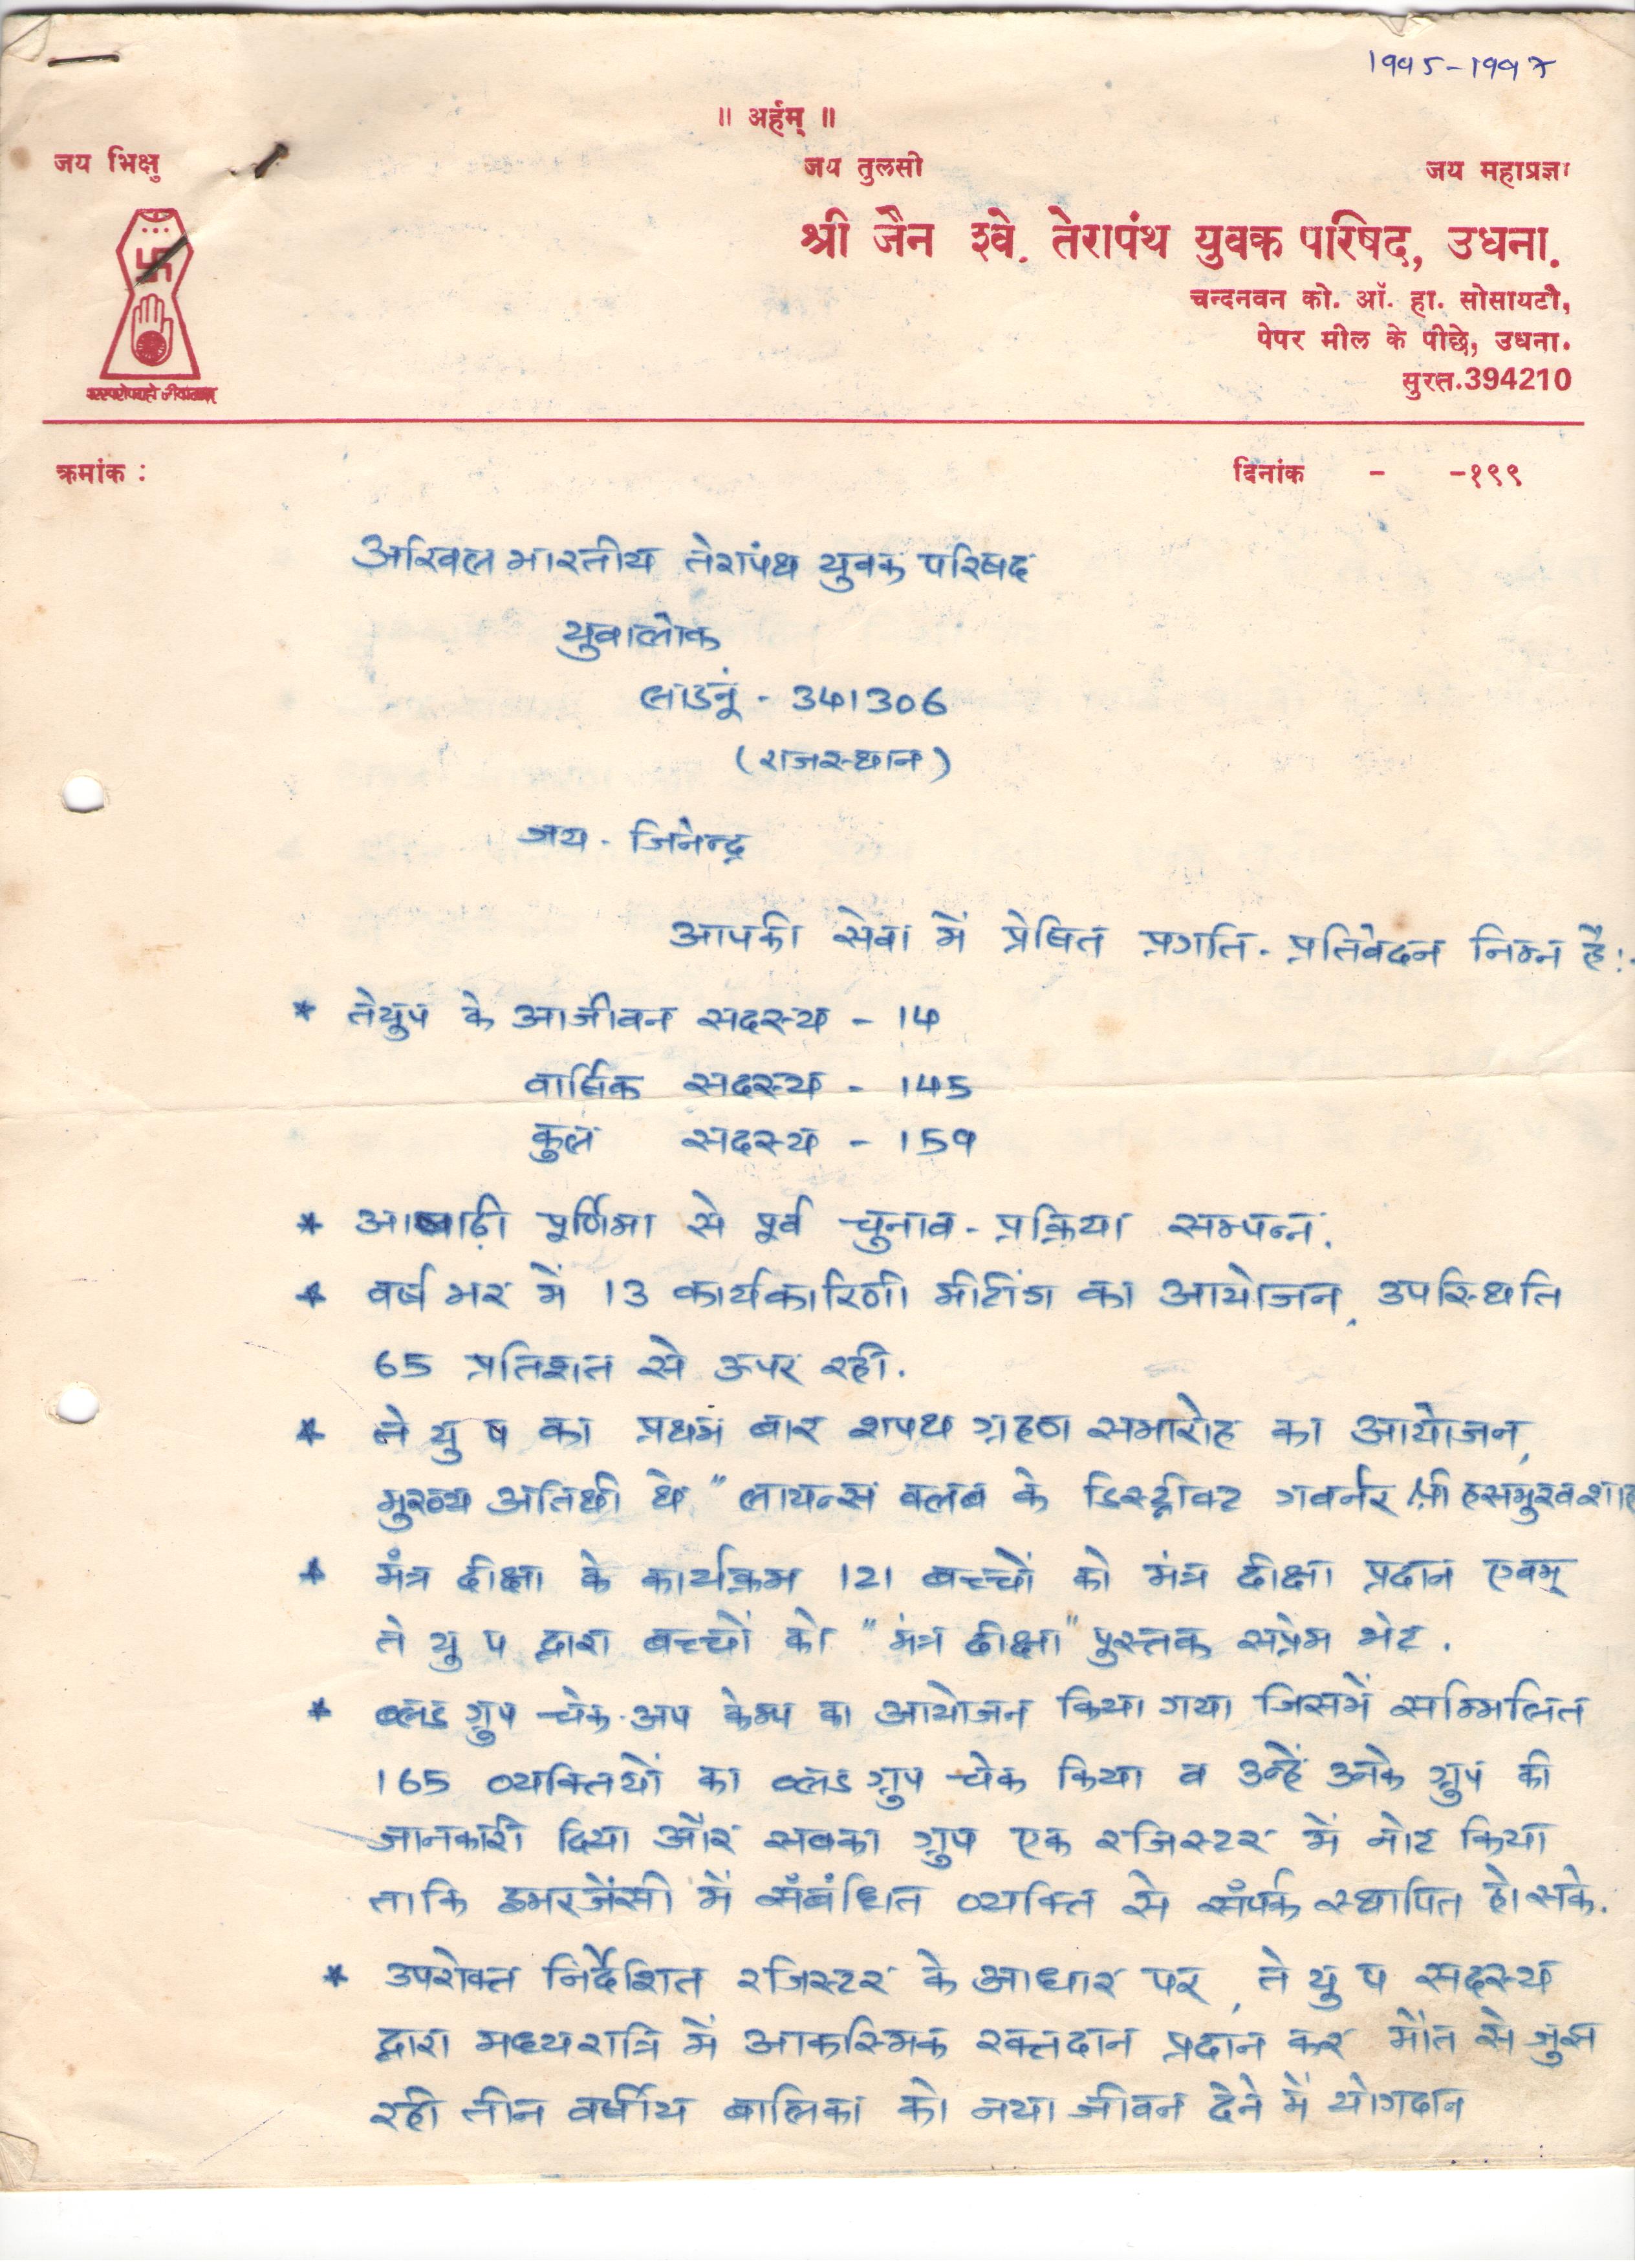 1995-1997
॥ अर्हम् ॥
जय भिक्षु जय तुलसी जय महाप्रज्ञ
श्री जैन श्वे. तेरापंथ युवक परिषद, उधना.
चन्दनवन को. ऑ. हा. सोसायटी,
पेपर मील के पीछे, उधना.
सुरत.394210
क्रमांक : दिनांक - -१९९
अखिल भारतीय तेरापंथ युवक परिषद
युवालोक
लाडनूं - 341306
(राजस्थान)
जय - जिनेन्द्र
आपकी सेवा में प्रेषित प्रगति - प्रतिवेदन निम्न है:-
* तेयुप के आजीवन सदस्य - 14
वार्षिक सदस्य - 145
कुल सदस्य - 159
* आषाढ़ी पूर्णिमा से पूर्व चुनाव - प्रक्रिया सम्पन्न.
* वर्ष भर में 13 कार्यकारिणी मीटींग का आयोजन, उपस्थिति
65 प्रतिशत से ऊपर रही.
* ते यु प का प्रथम बार शपथ ग्रहण समारोह का आयोजन,
मुख्य अतिथी थे " लायन्स क्लब के डिस्ट्रीक्ट गवर्नर श्री हसमुख शाह
* मंत्र दीक्षा के कार्यक्रम 121 बच्चों को मंत्र दीक्षा प्रदान एवम्
ते यु प द्वारा बच्चों को "मंत्र दीक्षा" पुस्तक सप्रेम भेट.
* ब्लड ग्रुप चेक-अप केम्प का आयोजन किया गया जिसमें सम्मिलित
165 व्यक्तियों का ब्लड ग्रुप चेक किया व उन्हें उनके ग्रुप की
जानकारी दिया और सबका ग्रुप एक रजिस्टर में नोट किया
ताकि इमरजेंसी में संबंधित व्यक्ति से संपर्क स्थापित हो सके.
* उपरोक्त निर्देशित रजिस्टर के आधार पर, ते यु प सदस्य
द्वारा मध्यरात्रि में आकस्मिक रक्तदान प्रदान कर मौत से जुझ
रही तीन वर्षीय बालिका को नया जीवन देने में योगदान